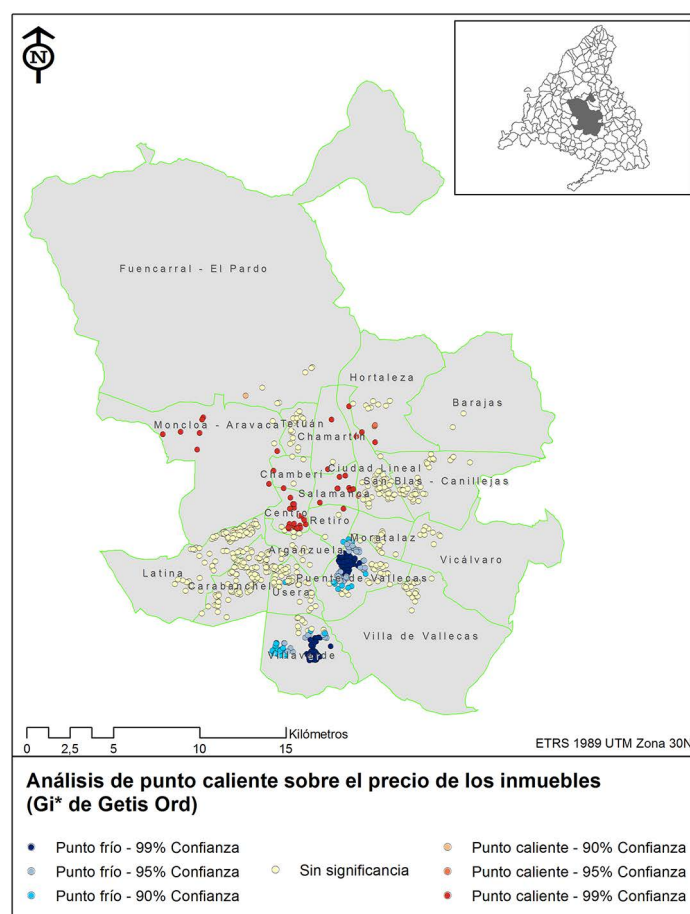 N
Fuencarral - El Pardo
Hortaleza
Barajas
Moncloa - Aravaca
Tetuán
Chamartín
Ciudad Lineal
Chamberí
San Blas - Canillejas
Salamanca
Centro
Retiro
Moratalaz
Arganzuela
Vicálvaro
Latina
Puente de Vallecas
Carabanchel
Usera
Villa de Vallecas
Villaverde
Kilómetros
0 2,5 5 10 15
ETRS 1989 UTM Zona 30N
Análisis de punto caliente sobre el precio de los inmuebles
(Gi* de Getis Ord)
Punto frío - 99% Confianza
Punto frío - 95% Confianza
Punto frío - 90% Confianza
Sin significancia
Punto caliente - 90% Confianza
Punto caliente - 95% Confianza
Punto caliente - 99% Confianza